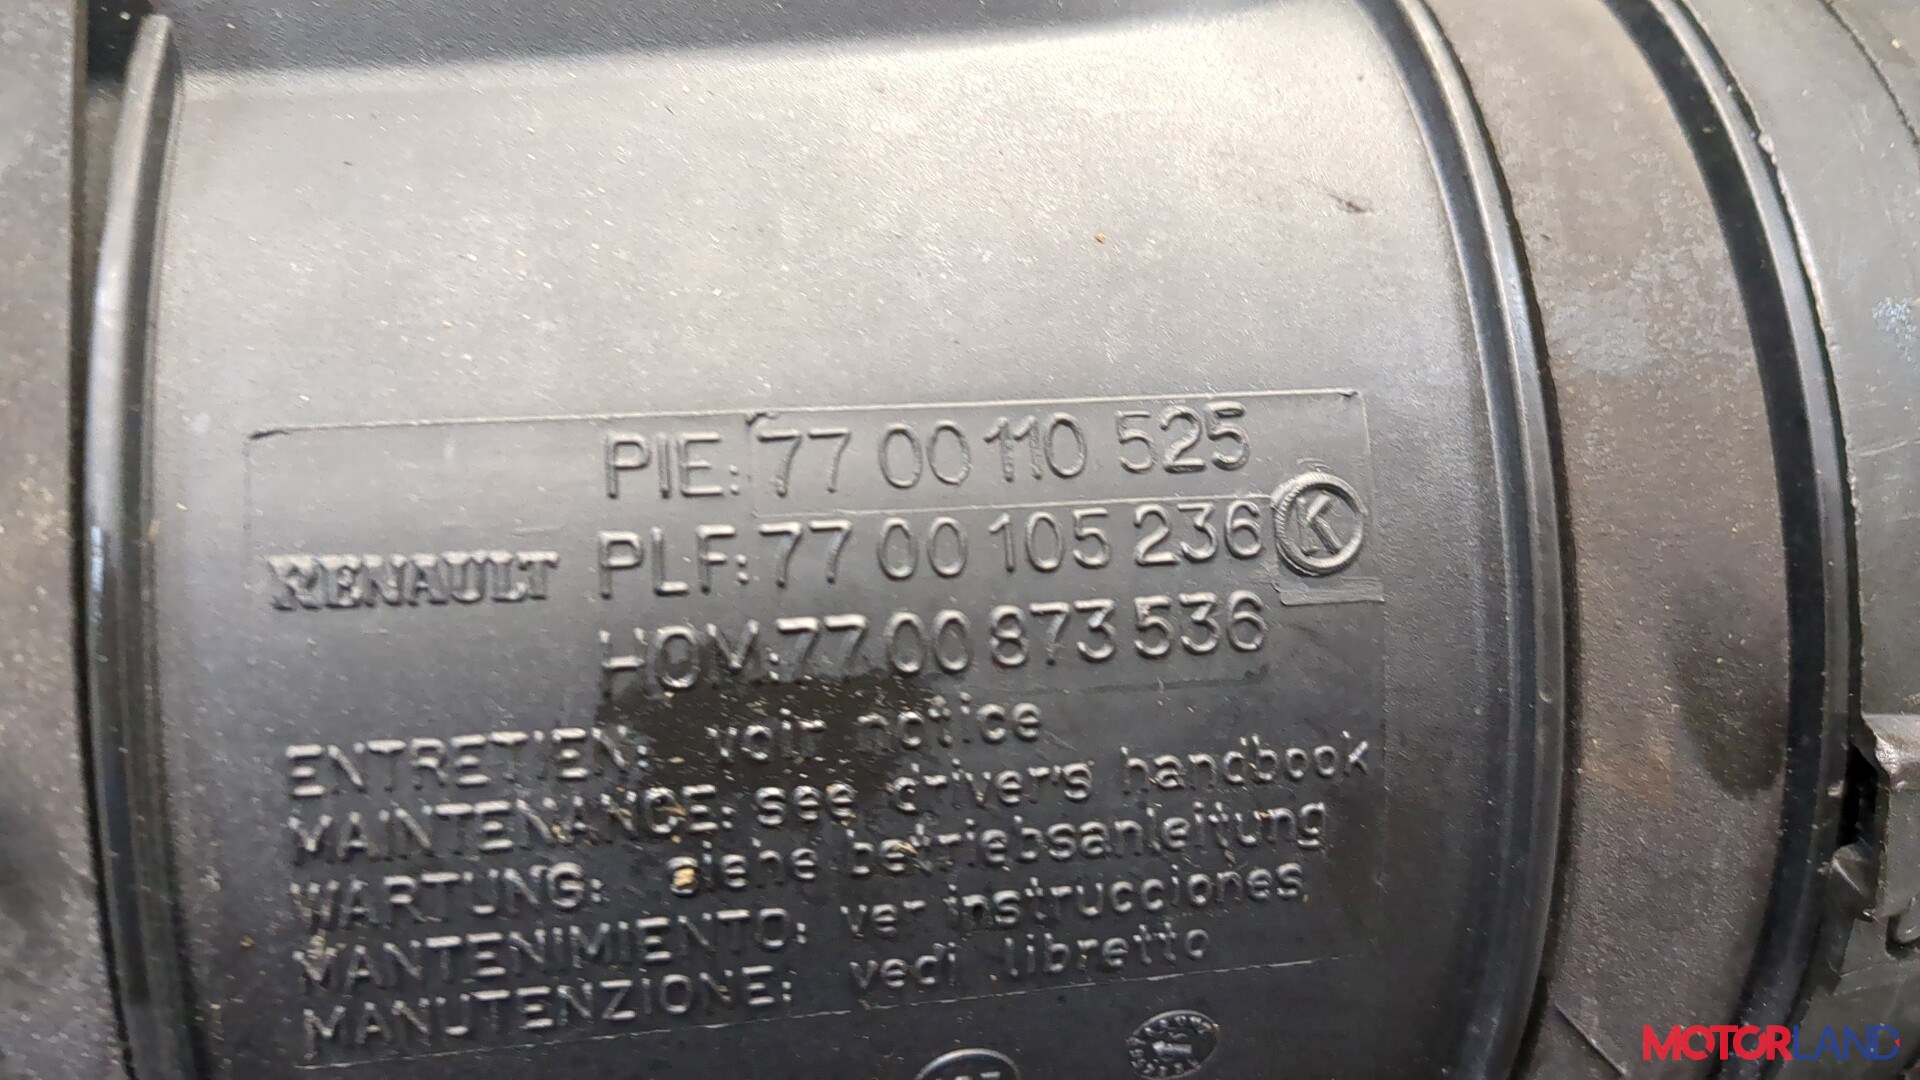 PIE: 77 00 110 525
RENAULT PLF: 77 00 105 236 K
HOM: 77 00 873 536
ENTRETIEN: voir notice
MAINTENANCE: see drivers handbook
WARTUNG: siehe betriebsanleitung
MANTENIMIENTO: ver instrucciones
MANUTENZIONE: vedi libretto
MOTORLAND